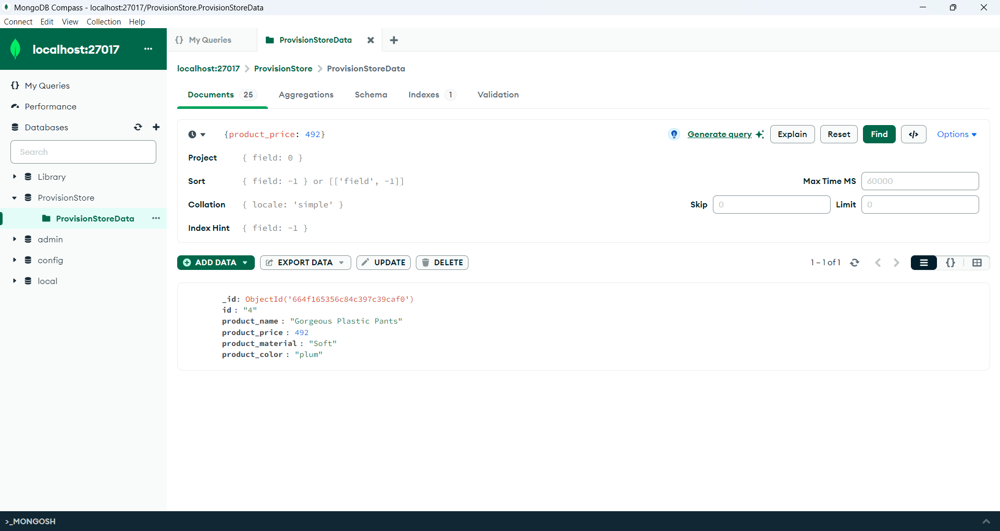 MongoDB Compass - localhost:27017/ProvisionStore.ProvisionStoreData
Connect Edit View Collection Help
localhost:27017 ...
{} My Queries
ProvisionStoreData
{} My Queries
Performance
Databases
Search
Library
ProvisionStore
ProvisionStoreData ...
admin
config
local
localhost:27017 > ProvisionStore > ProvisionStoreData
Documents 25 Aggregations Schema Indexes 1 Validation
{product_price: 492}
Generate query Explain Reset Find </> Options
Project { field: 0 }
Sort { field: -1 } or [['field', -1]]
Max Time MS 60000
Collation { locale: 'simple' }
Skip 0 Limit 0
Index Hint { field: -1 }
ADD DATA EXPORT DATA UPDATE DELETE
1 – 1 of 1 {}
_id: ObjectId('664f165356c84c397c39caf0')
id : "4"
product_name : "Gorgeous Plastic Pants"
product_price : 492
product_material : "Soft"
product_color : "plum"
>_MONGOSH